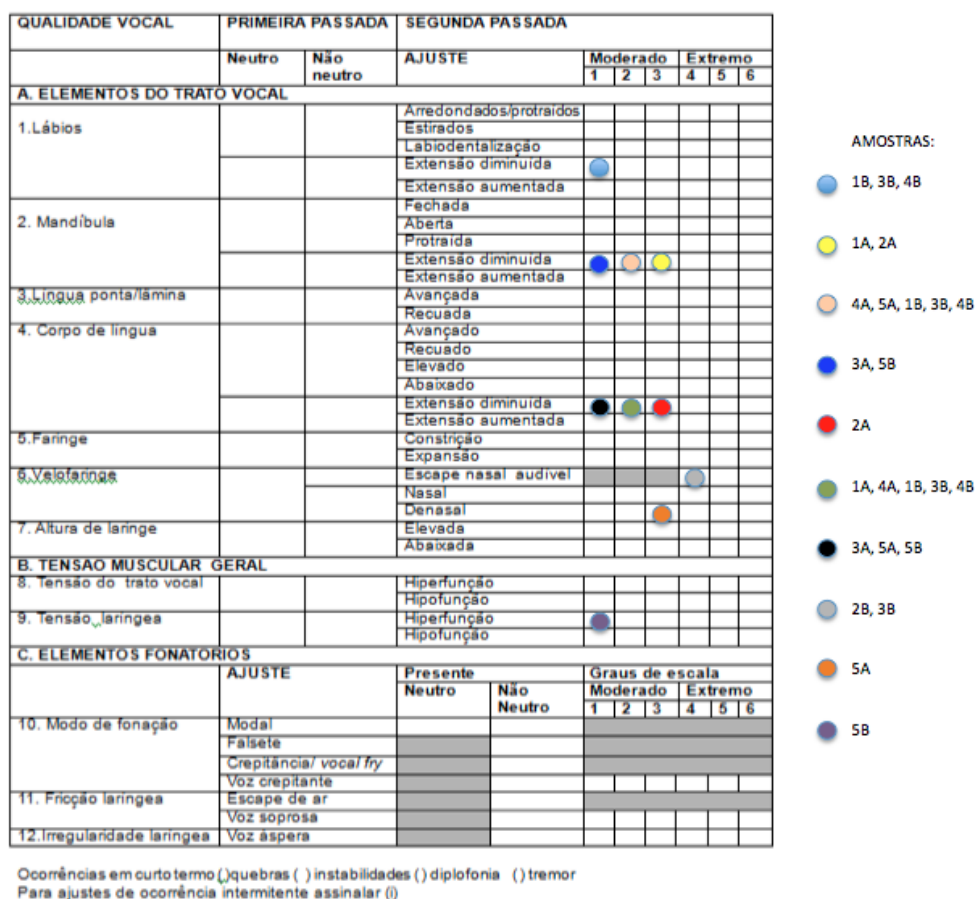 QUALIDADE VOCAL PRIMEIRA PASSADA SEGUNDA PASSADA
Neutro Não neutro AJUSTE Moderado Extremo
1 2 3 4 5 6
A. ELEMENTOS DO TRATO VOCAL
1.Lábios Arredondados/protraidos
Estirados
Labiodentalização
Extensão diminuida
Extensão aumentada
2. Mandíbula Fechada
Aberta
Protraida
Extensão diminuida
Extensão aumentada
3.Língua ponta/lâmina Avançada
Recuada
4. Corpo de lingua Avançado
Recuado
Elevado
Abaixado
Extensão diminuida
Extensão aumentada
5.Faringe Constrição
Expansão
6.Velofaringe Escape nasal audível
Nasal
Denasal
7. Altura de laringe Elevada
Abaixada
B. TENSAO MUSCULAR GERAL
8. Tensão do trato vocal Hiperfunção
Hipofunção
9. Tensão laríngea Hiperfunção
Hipofunção
C. ELEMENTOS FONATORIOS
AJUSTE Presente Graus de escala
Neutro Não Neutro Moderado Extremo
1 2 3 4 5 6
10. Modo de fonação Modal
Falsete
Crepitância/ vocal fry
Voz crepitante
11. Fricção laríngea Escape de ar
Voz soprosa
12.Irregularidade laríngea Voz áspera
Ocorrências em curto termo ( )quebras ( ) instabilidades ( ) diplofonia ( ) tremor
Para ajustes de ocorrência intermitente assinalar (i)
AMOSTRAS:
1B, 3B, 4B
1A, 2A
4A, 5A, 1B, 3B, 4B
3A, 5B
2A
1A, 4A, 1B, 3B, 4B
3A, 5A, 5B
2B, 3B
5A
5B